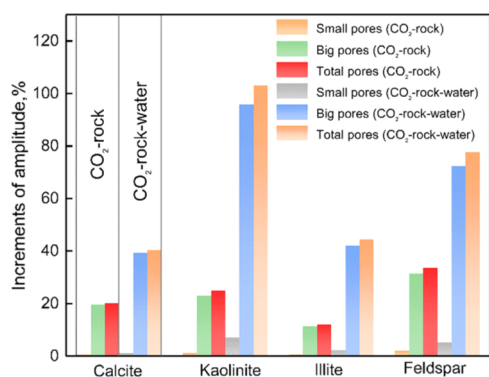 Increments of amplitude,%
120
100
80
60
40
20
0
CO₂-rock
CO₂-rock-water
Small pores (CO₂-rock)
Big pores (CO₂-rock)
Total pores (CO₂-rock)
Small pores (CO₂-rock-water)
Big pores (CO₂-rock-water)
Total pores (CO₂-rock-water)
Calcite
Kaolinite
Illite
Feldspar